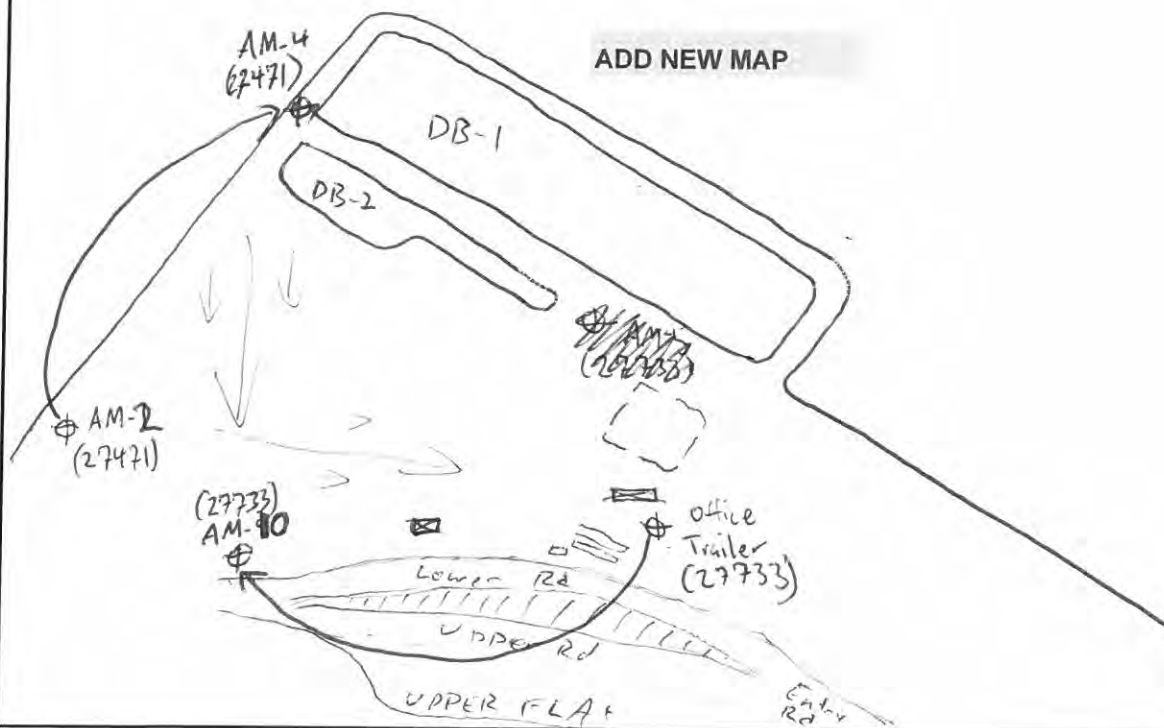 ADD NEW MAP
AM-4
(27471)
DB-1
DB-2
AM-2
(27471)
(27733)
AM-10
Office
Trailer
(27733)
Lower Rd
Upper Rd
UPPER FLAt
Entry
Rd